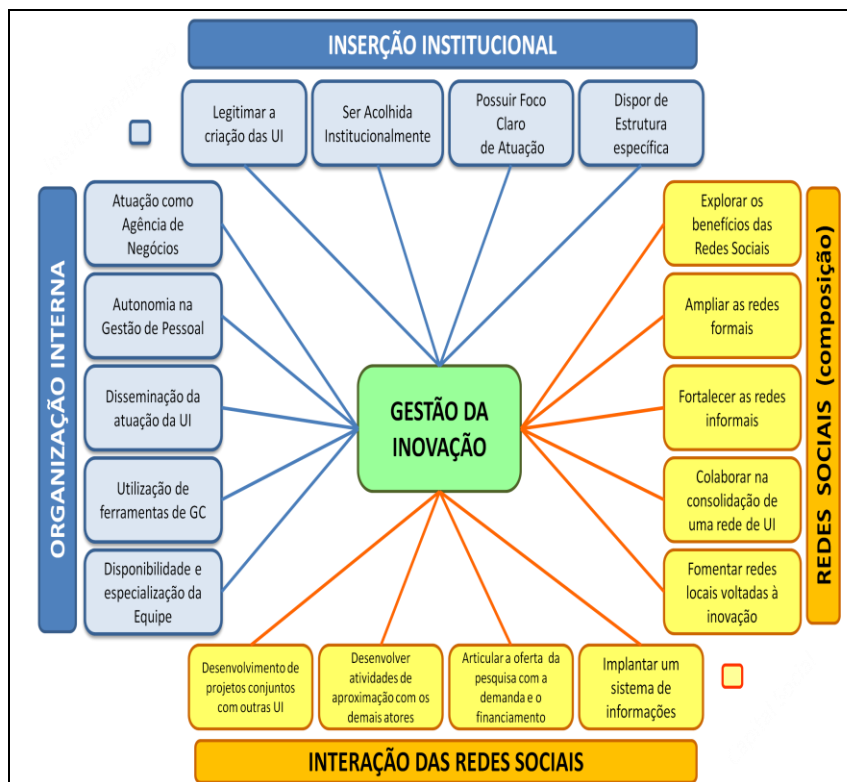 INSERÇÃO INSTITUCIONAL
Legitimar a
criação das UI
Ser Acolhida
Institucionalmente
Possuir Foco
Claro
de Atuação
Dispor de
Estrutura
específica
ORGANIZAÇÃO INTERNA
Atuação como
Agência de
Negócios
Autonomia na
Gestão de Pessoal
Disseminação da
atuação da UI
Utilização de
ferramentas de GC
Disponibilidade e
especialização da
Equipe
GESTÃO DA
INOVAÇÃO
Explorar os
benefícios das
Redes Sociais
Ampliar as redes
formais
Fortalecer as redes
informais
Colaborar na
consolidação de
uma rede de UI
Fomentar redes
locais voltadas à
inovação
REDES SOCIAIS (composição)
Desenvolvimento de
projetos conjuntos
com outras UI
Desenvolver
atividades de
aproximação com os
demais atores
Articular a oferta da
pesquisa com a
demanda e o
financiamento
Implantar um
sistema de
informações
INTERAÇÃO DAS REDES SOCIAIS